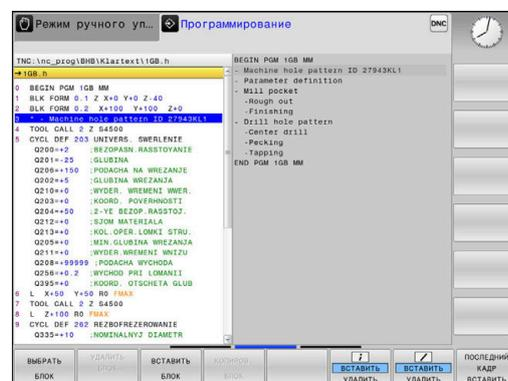 Режим ручного уп…
Программирование
DNC
TNC:\nc_prog\BHB\Klartext\1GB.h
→1GB.h
0 BEGIN PGM 1GB MM
1 BLK FORM 0.1 Z X+0 Y+0 Z-40
2 BLK FORM 0.2 X+100 Y+100 Z+0
3 * - Machine hole pattern ID 27943KL1
4 TOOL CALL 2 Z S4500
5 CYCL DEF 203 UNIVERS. SWERLENIE
Q200=+2 ;BEZOPASN.RASSTOYANIE
Q201=-25 ;GLUBINA
Q206=+150 ;PODACHA NA WREZANJE
Q202=+5 ;GLUBINA WREZANJA
Q210=+0 ;WYDER. WREMENI WWER.
Q203=+0 ;KOORD. POVERHNOSTI
Q204=+50 ;2-YE BEZOP.RASSTOJ.
Q212=+0 ;SJOM MATERIALA
Q213=+0 ;KOL.OPER.LOMKI STRU.
Q205=+0 ;MIN.GLUBINA WREZANJA
Q211=+0 ;WYDER.WREMENI WNIZU
Q208=+99999 ;PODACHA WYCHODA
Q256=+0.2 ;WYCHOD PRI LOMANII
Q395=+0 ;KOORD. OTSCHETA GLUB
6 L X+50 Y+50 R0 FMAX
7 TOOL CALL 2 Z S4500
8 L Z+100 R0 FMAX
9 CYCL DEF 262 REZBOFREZEROWANIE
Q335=+10 ;NOMINALNYJ DIAMETR
BEGIN PGM 1GB MM
- Machine hole pattern ID 27943KL1
- Parameter definition
- Mill pocket
-Rough out
-Finishing
- Drill hole pattern
-Center drill
-Pecking
-Tapping
END PGM 1GB MM
ВЫБРАТЬ
БЛОК
УДАЛИТЬ
БЛОК
ВСТАВИТЬ
БЛОК
КОПИРОВ.
БЛОК
ВСТАВИТЬ
УДАЛИТЬ
ВСТАВИТЬ
УДАЛИТЬ
ПОСЛЕДНИЙ
КАДР
ВСТАВИТЬ